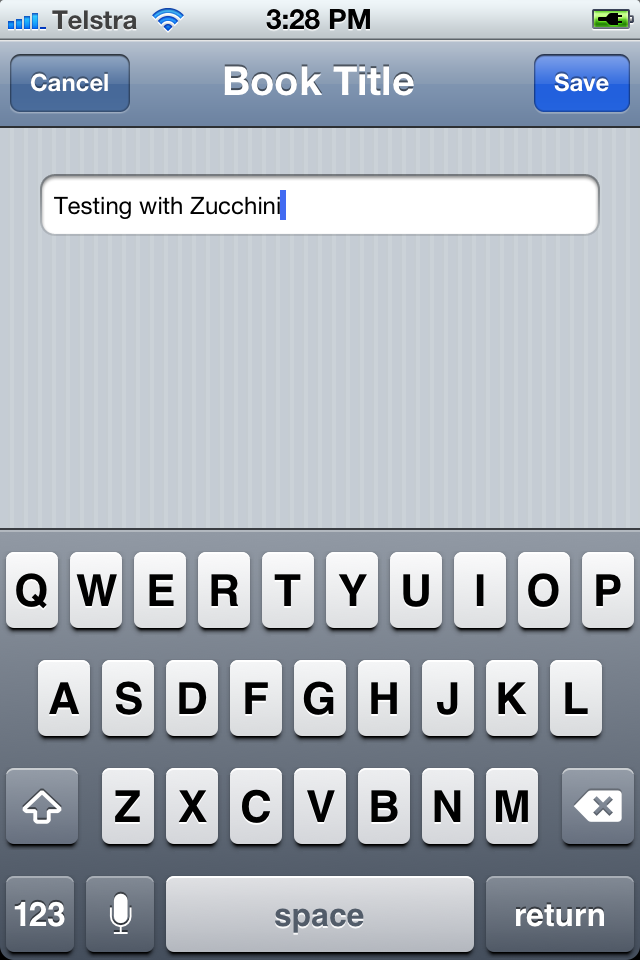 Telstra 3:28 PM
Cancel Book Title Save
Testing with Zucchini
Q W E R T Y U I O P
A S D F G H J K L
Z X C V B N M
123 space return